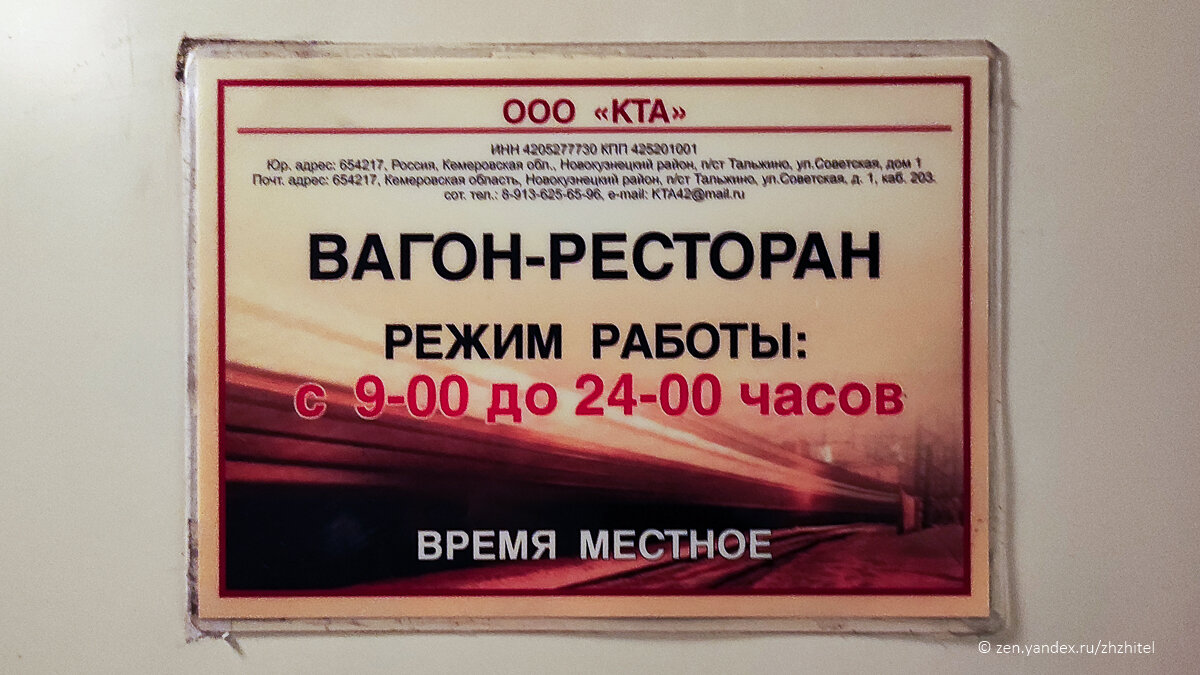 ООО «КТА»
ИНН 4205277730 КПП 425201001
Юр. адрес: 654217, Россия, Кемеровская обл., Новокузнецкий район, п/ст Тальжино, ул.Советская, дом 1
Почт. адрес: 654217, Кемеровская область, Новокузнецкий район, п/ст Тальжино, ул.Советская, д. 1, каб. 203.
сот. тел.: 8-913-625-65-96, e-mail: KTA42@mail.ru
ВАГОН-РЕСТОРАН
РЕЖИМ РАБОТЫ:
с 9-00 до 24-00 часов
ВРЕМЯ МЕСТНОЕ
© zen.yandex.ru/zhzhitel